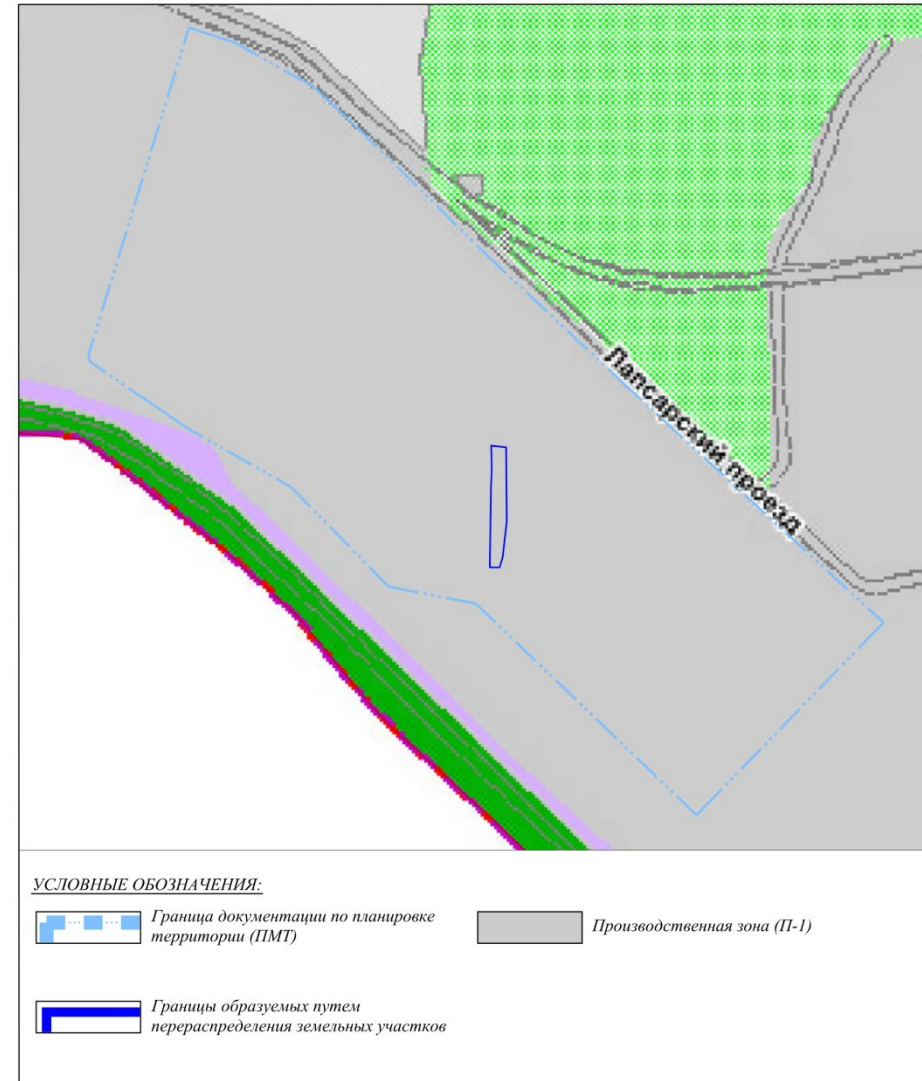 Лапсарский проезд
УСЛОВНЫЕ ОБОЗНАЧЕНИЯ:
Граница документации по планировке
территории (ПМТ)
Производственная зона (П-1)
Границы образуемых путем
перераспределения земельных участков